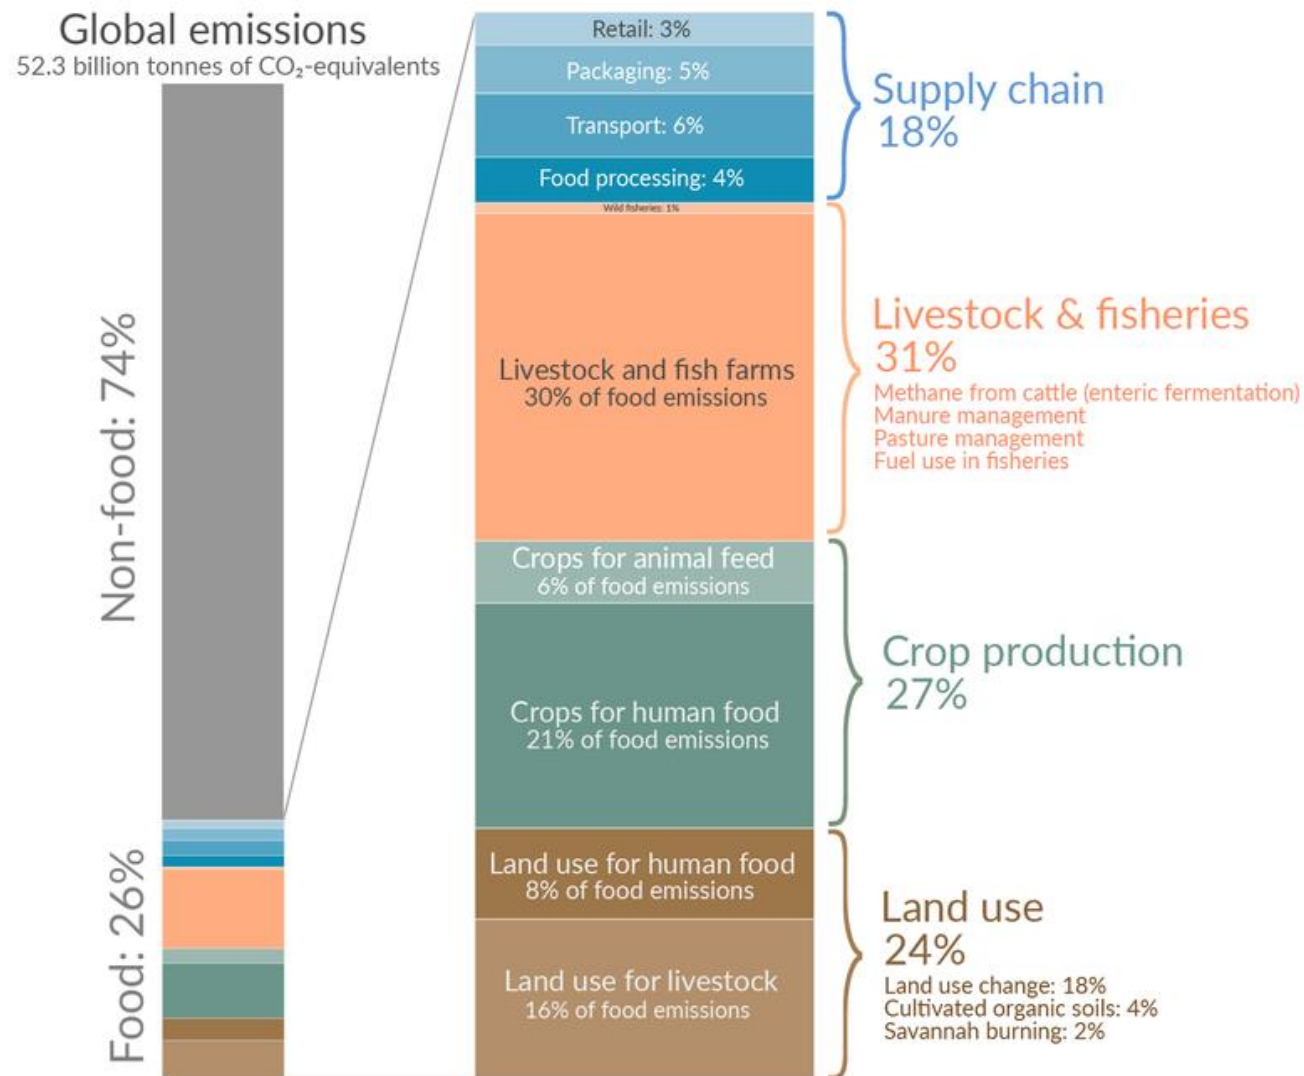 Global emissions
52.3 billion tonnes of CO₂-equivalents
Non-food: 74%
Food: 26%
Retail: 3%
Packaging: 5%
Transport: 6%
Food processing: 4%
Wild fisheries: 1%
Livestock and fish farms
30% of food emissions
Crops for animal feed
6% of food emissions
Crops for human food
21% of food emissions
Land use for human food
8% of food emissions
Land use for livestock
16% of food emissions
Supply chain
18%
Livestock & fisheries
31%
Methane from cattle (enteric fermentation)
Manure management
Pasture management
Fuel use in fisheries
Crop production
27%
Land use
24%
Land use change: 18%
Cultivated organic soils: 4%
Savannah burning: 2%